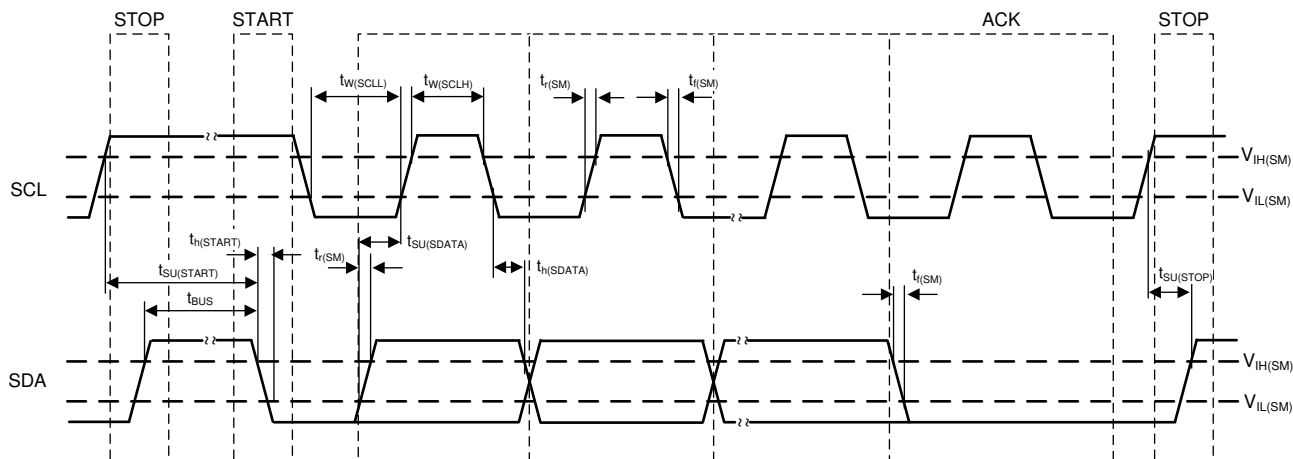 STOP
START
ACK
STOP
tW(SCLL)
tW(SCLH)
tr(SM)
tf(SM)
SCL
VIH(SM)
VIL(SM)
th(START)
tr(SM)
tSU(SDATA)
tSU(START)
th(SDATA)
tf(SM)
tSU(STOP)
tBUS
SDA
VIH(SM)
VIL(SM)